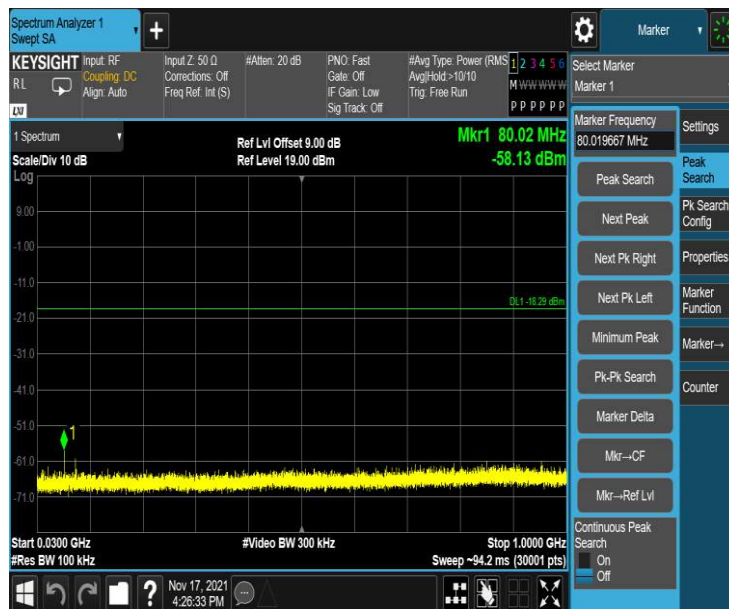 Spectrum Analyzer 1
Swept SA
Marker
KEYSIGHT
RL
LXI
Input: RF
Coupling: DC
Align: Auto
Input Z: 50 Ω
Corrections: Off
Freq Ref: Int (S)
#Atten: 20 dB
PNO: Fast
Gate: Off
IF Gain: Low
Sig Track: Off
#Avg Type: Power (RMS
Avg|Hold:>10/10
Trig: Free Run
1 2 3 4 5 6
M W W W W W
P P P P P P
Select Marker
Marker 1
1 Spectrum
Scale/Div 10 dB
Log
Ref Lvl Offset 9.00 dB
Ref Level 19.00 dBm
Mkr1 80.02 MHz
-58.13 dBm
9.00
-1.00
-11.0
-21.0
-31.0
-41.0
-51.0
-61.0
-71.0
DL1 -16.29 dBm
1
Start 0.0300 GHz
#Res BW 100 kHz
#Video BW 300 kHz
Stop 1.0000 GHz
Sweep ~94.2 ms (30001 pts)
Marker Frequency
80.019667 MHz
Peak Search
Next Peak
Next Pk Right
Next Pk Left
Minimum Peak
Pk-Pk Search
Marker Delta
Mkr→CF
Mkr→Ref Lvl
Continuous Peak
Search
On
Off
Settings
Peak
Search
Pk Search
Config
Properties
Marker
Function
Marker→
Counter
?
Nov 17, 2021
4:26:33 PM